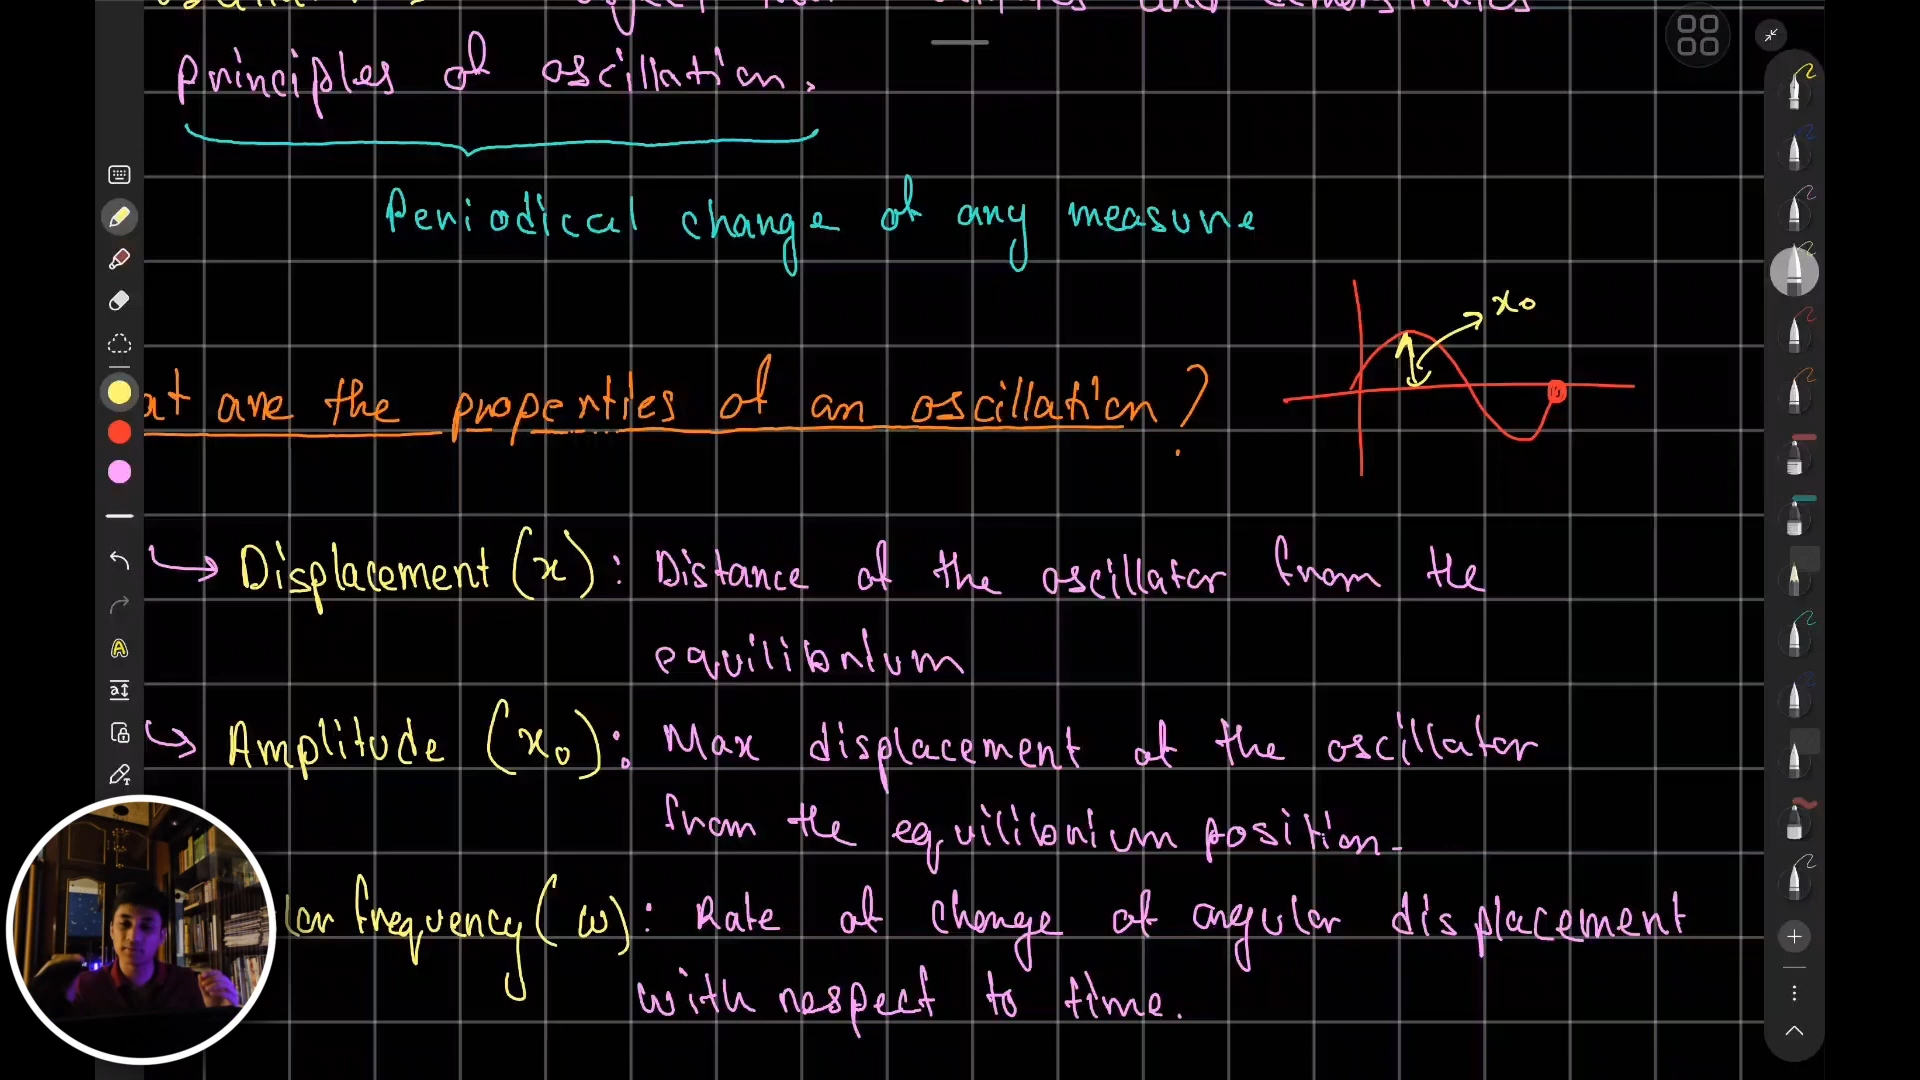 principles of oscillation.
Periodical change of any measure
x₀
at are the properties of an oscillation?
Displacement (x): Distance of the oscillator from the
equilibrium
Amplitude (x₀): Max displacement of the oscillator
from the equilibrium position.
lar frequency (ω): Rate of change of angular displacement
with respect to time.